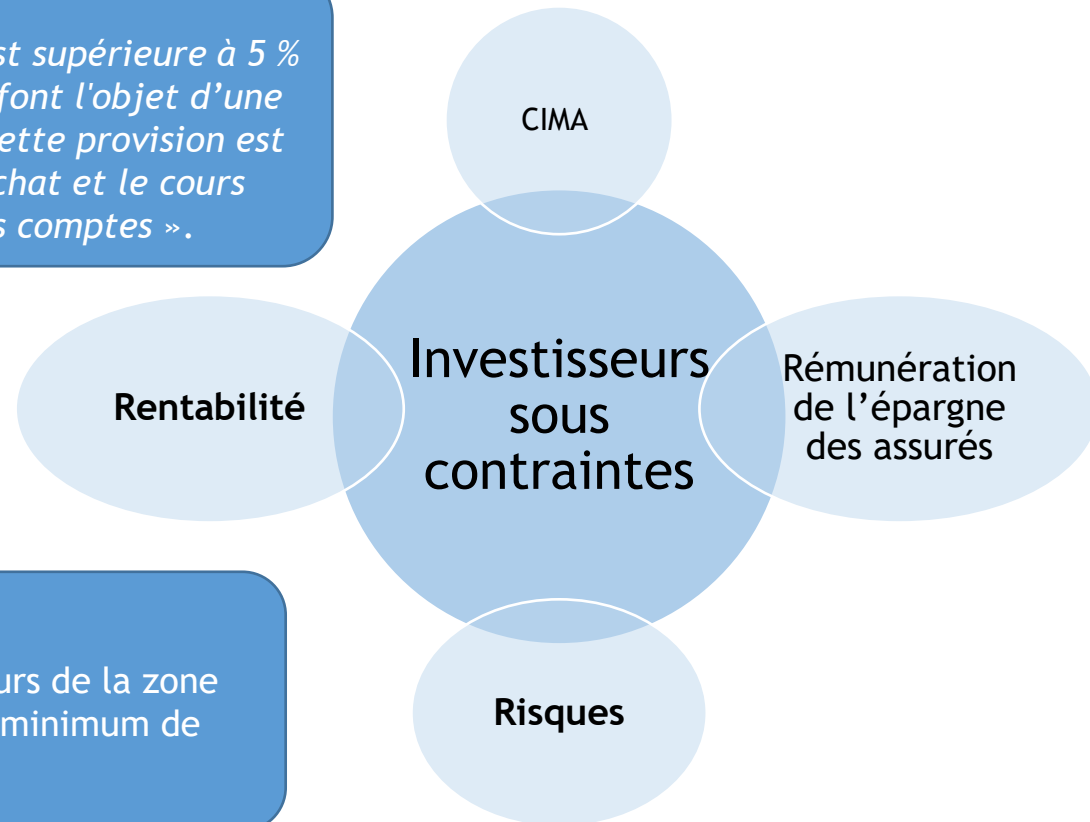 st supérieure à 5 %
font l'objet d’une
ette provision est
chat et le cours
s comptes ».
CIMA
Rentabilité
Investisseurs
sous
contraintes
Rémunération
de l’épargne
des assurés
Risques
urs de la zone
minimum de